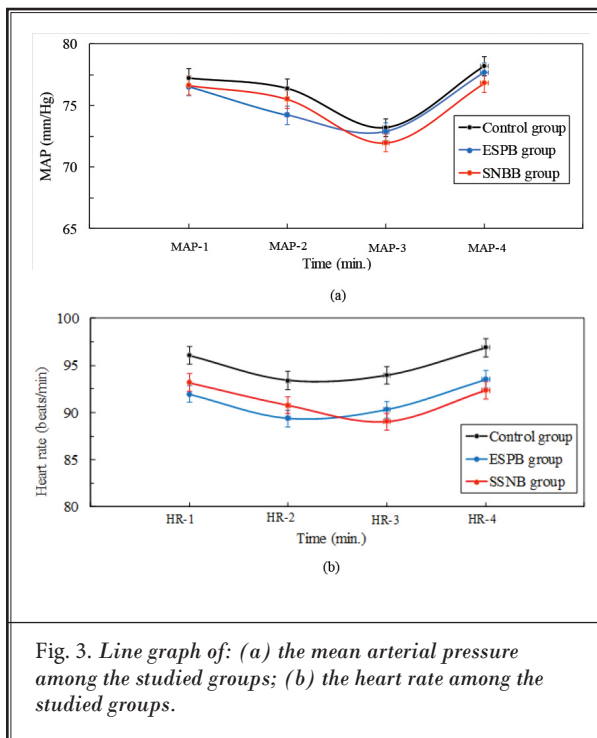 80
75
70
65
MAP (mm/Hg)
Control group
ESPB group
SNBB group
MAP-1 MAP-2 MAP-3 MAP-4
Time (min.)
(a)
100
95
90
85
80
Heart rate (beats/min)
Control group
ESPB group
SSNB group
HR-1 HR-2 HR-3 HR-4
Time (min.)
(b)
Fig. 3. Line graph of: (a) the mean arterial pressure
among the studied groups; (b) the heart rate among the
studied groups.